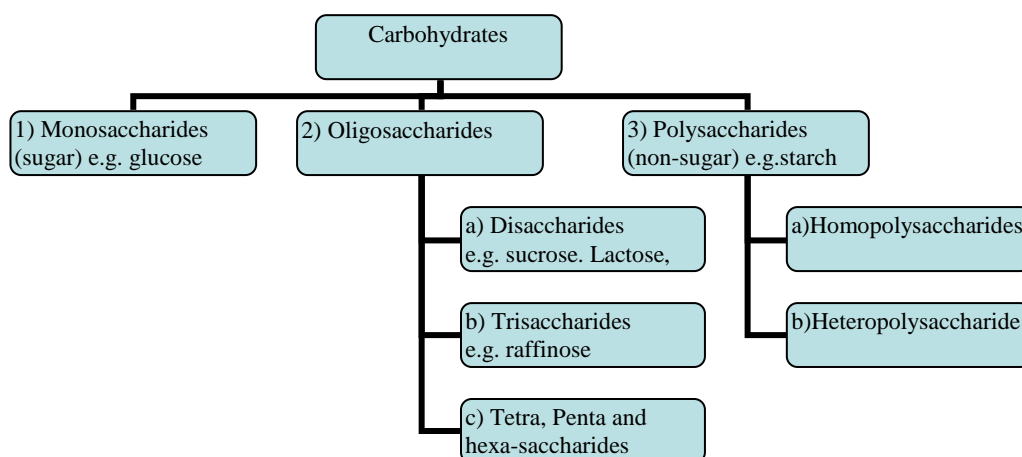 Carbohydrates
1) Monosaccharides
(sugar) e.g. glucose
2) Oligosaccharides
3) Polysaccharides
(non-sugar) e.g.starch
a) Disaccharides
e.g. sucrose. Lactose,
b) Trisaccharides
e.g. raffinose
c) Tetra, Penta and
hexa-saccharides
a)Homopolysaccharides
b)Heteropolysaccharide